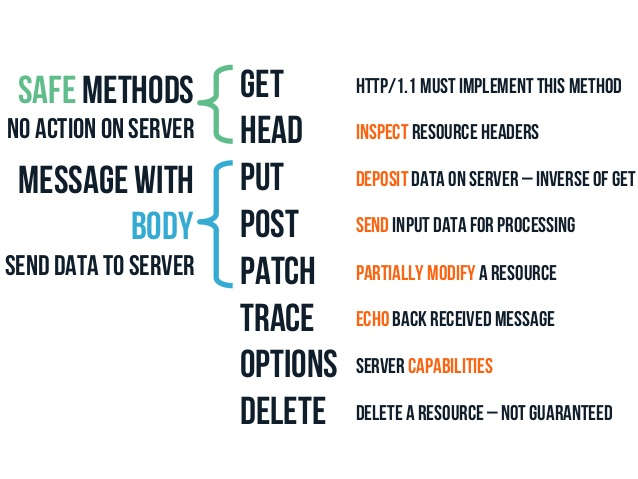 SAFE METHODS
NO ACTION ON SERVER
MESSAGE WITH
BODY
SEND DATA TO SERVER
GET HTTP/1.1 MUST IMPLEMENT THIS METHOD
HEAD INSPECT RESOURCE HEADERS
PUT DEPOSIT DATA ON SERVER – INVERSE OF GET
POST SEND INPUT DATA FOR PROCESSING
PATCH PARTIALLY MODIFY A RESOURCE
TRACE ECHO BACK RECEIVED MESSAGE
OPTIONS SERVER CAPABILITIES
DELETE DELETE A RESOURCE – NOT GUARANTEED